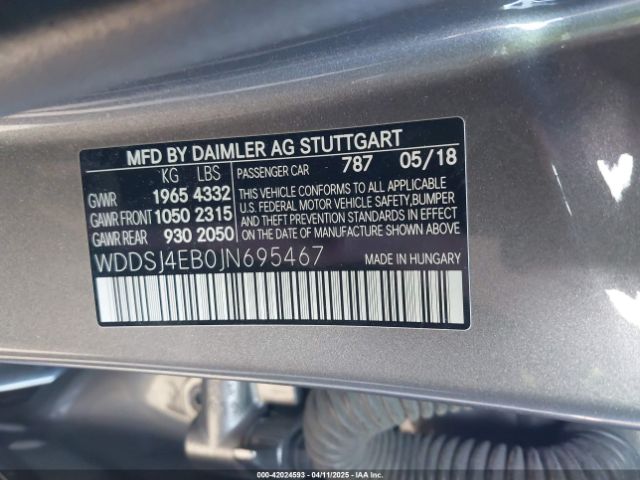 MFD BY DAIMLER AG STUTTGART
KG LBS PASSENGER CAR 787 05/18
GVWR 1965 4332
GAWR FRONT 1050 2315
GAWR REAR 930 2050
THIS VEHICLE CONFORMS TO ALL APPLICABLE
U.S. FEDERAL MOTOR VEHICLE SAFETY,BUMPER
AND THEFT PREVENTION STANDARDS IN EFFECT
ON THE DATE OF MANUFACTURE SHOWN ABOVE
WDDSJ4EB0JN695467 MADE IN HUNGARY
000-42024593 - 04/11/2025 - IAA Inc.